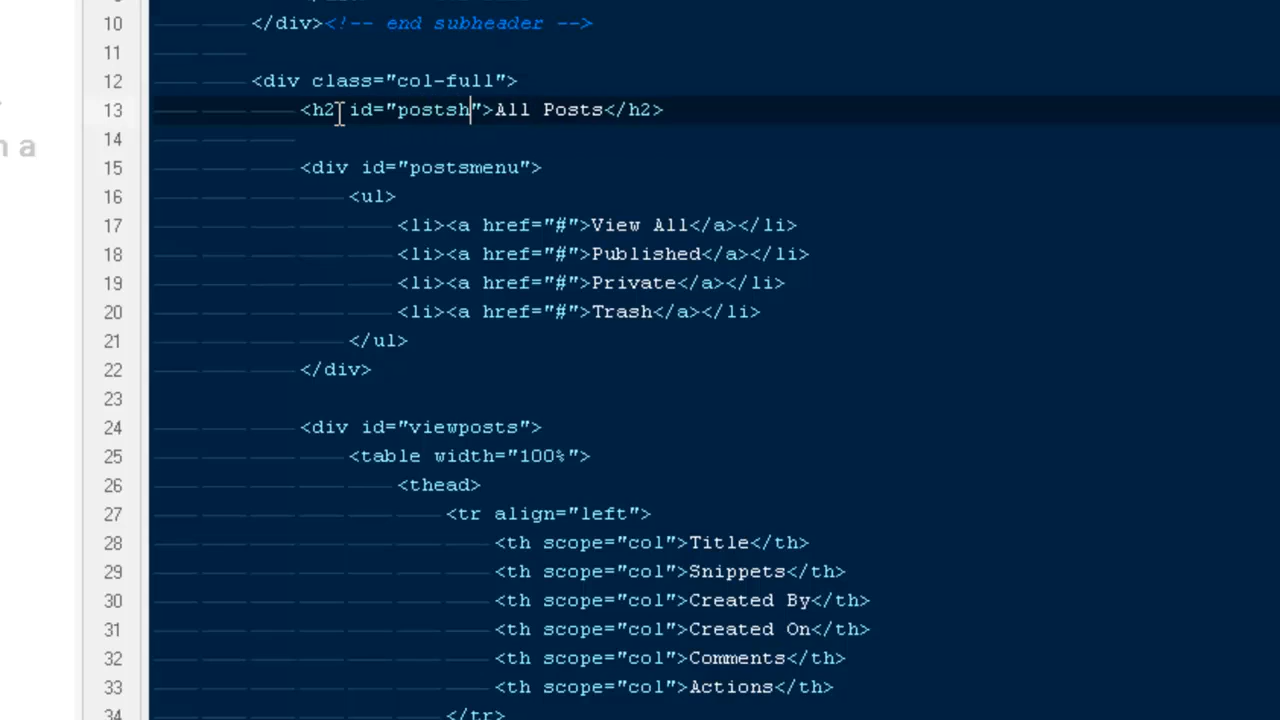 10 </div><!-- end subheader -->
11
12 <div class="col-full">
13 <h2 id="postsh">All Posts</h2>
14
15 <div id="postsmenu">
16 <ul>
17 <li><a href="#">View All</a></li>
18 <li><a href="#">Published</a></li>
19 <li><a href="#">Private</a></li>
20 <li><a href="#">Trash</a></li>
21 </ul>
22 </div>
23
24 <div id="viewposts">
25 <table width="100%">
26 <thead>
27 <tr align="left">
28 <th scope="col">Title</th>
29 <th scope="col">Snippets</th>
30 <th scope="col">Created By</th>
31 <th scope="col">Created On</th>
32 <th scope="col">Comments</th>
33 <th scope="col">Actions</th>
34 </tr>